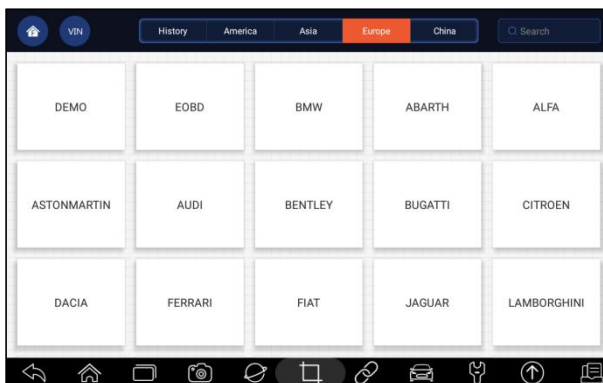 VIN History America Asia Europe China Search
DEMO EOBD BMW ABARTH ALFA
ASTONMARTIN AUDI BENTLEY BUGATTI CITROEN
DACIA FERRARI FIAT JAGUAR LAMBORGHINI